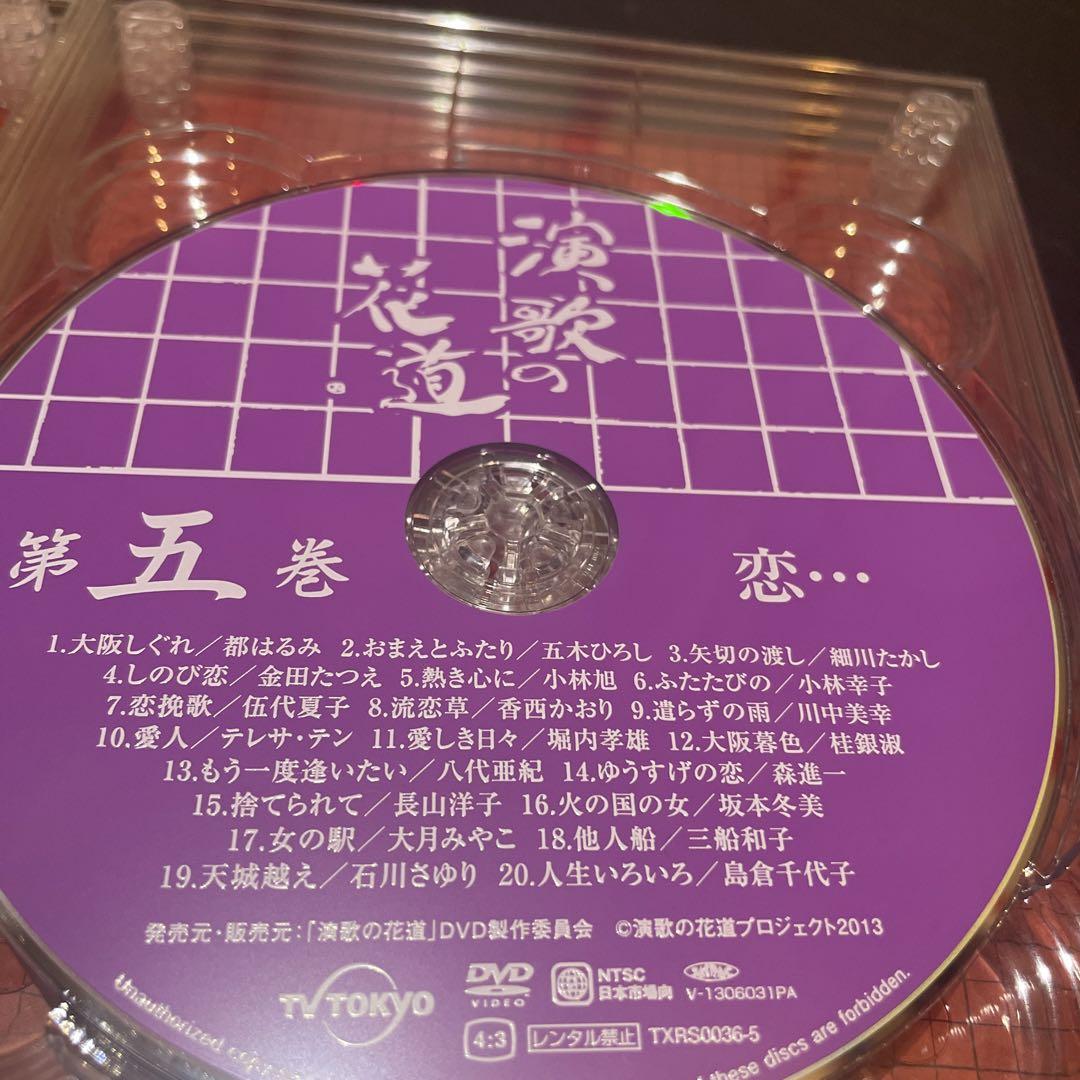 演歌の
花道
第五巻
恋…
1.大阪しぐれ／都はるみ 2.おまえとふたり／五木ひろし 3.矢切の渡し／細川たかし
4.しのび恋／金田たつえ 5.熱き心に／小林旭 6.ふたたびの／小林幸子
7.恋挽歌／伍代夏子 8.流恋草／香西かおり 9.遣らずの雨／川中美幸
10.愛人／テレサ・テン 11.愛しき日々／堀内孝雄 12.大阪暮色／桂銀淑
13.もう一度逢いたい／八代亜紀 14.ゆうすげの恋／森進一
15.捨てられて／長山洋子 16.火の国の女／坂本冬美
17.女の駅／大月みやこ 18.他人船／三船和子
19.天城越え／石川さゆり 20.人生いろいろ／島倉千代子
発売元・販売元：「演歌の花道」DVD製作委員会 ©演歌の花道プロジェクト2013
TV TOKYO
DVD
VIDEO
NTSC
日本市場向
V-1306031PA
4:3
レンタル禁止
TXRS0036-5
Unauthorized
these discs are forbidden.